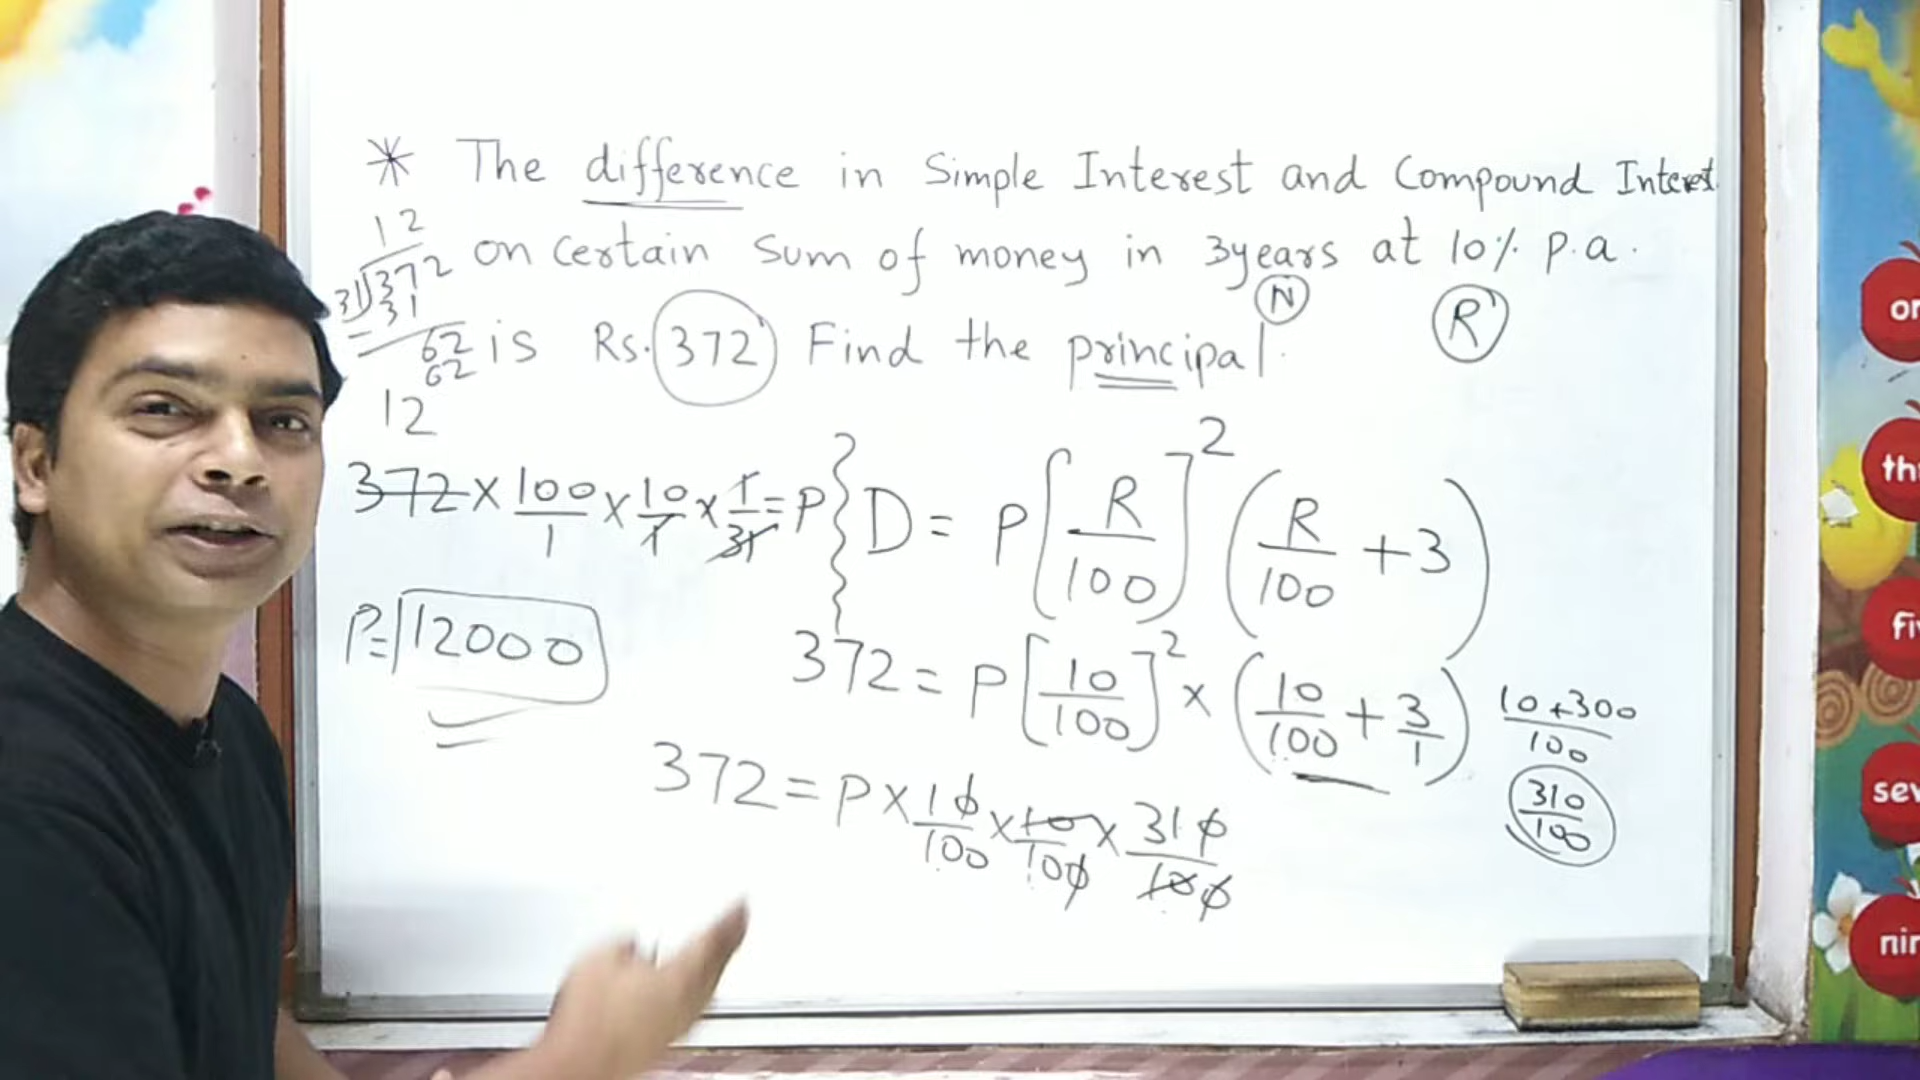 * The difference in Simple Interest and Compound Interest
on certain sum of money in 3years at 10% p.a.
N
R
is Rs. 372 Find the principal.
12
31)372
31
62
62
12
372 × 100/1 × 10/1 × 1/31 = P
P = 12000
D = P[R/100]² (R/100 + 3)
372 = P[10/100]² × (10/100 + 3/1)
10+300/100
310/100
372 = P × 10/100 × 10/100 × 310/100